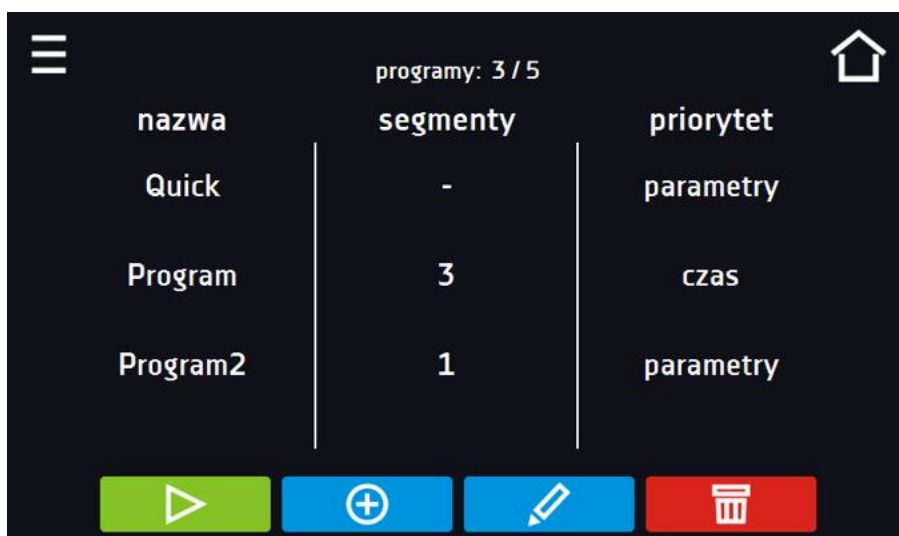 programy: 3 / 5
nazwa segmenty priorytet
Quick - parametry
Program 3 czas
Program2 1 parametry